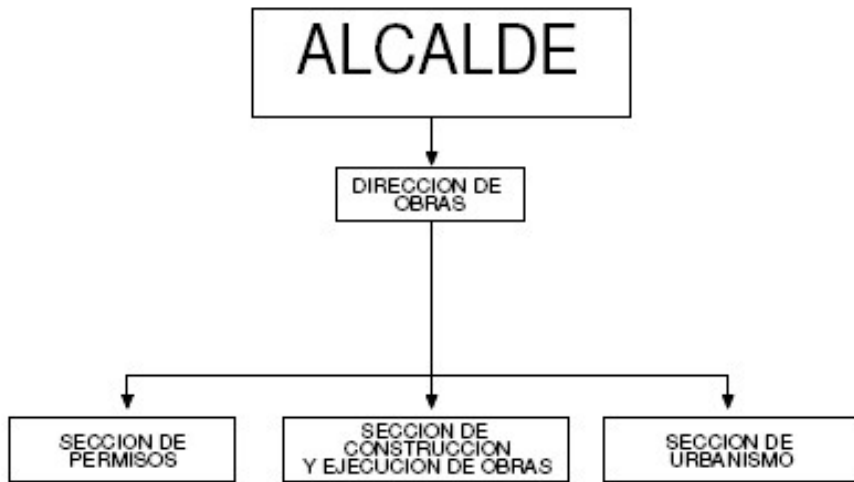 ALCALDE
DIRECCION DE
OBRAS
SECCION DE
PERMISOS
SECCION DE
CONSTRUCCION
Y EJECUCION DE OBRAS
SECCION DE
URBANISMO